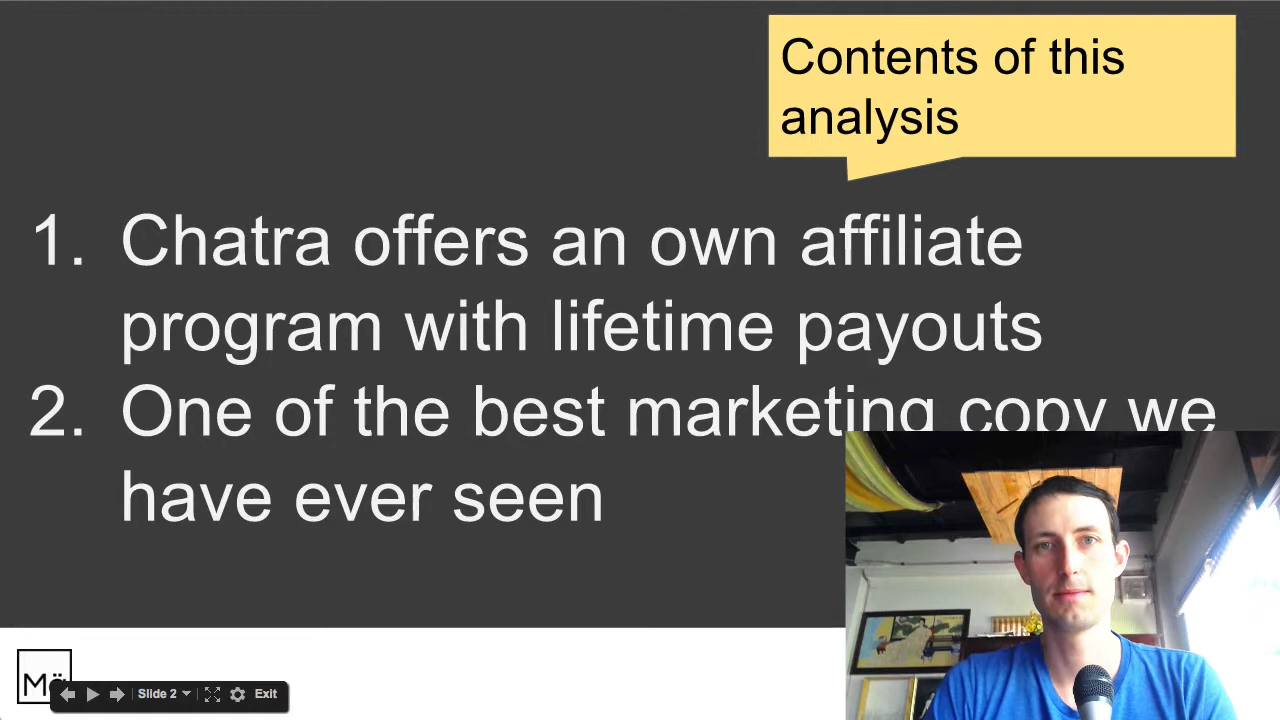 Contents of this
analysis
1. Chatra offers an own affiliate
program with lifetime payouts
2. One of the best marketing copy we
have ever seen
Slide 2
Exit